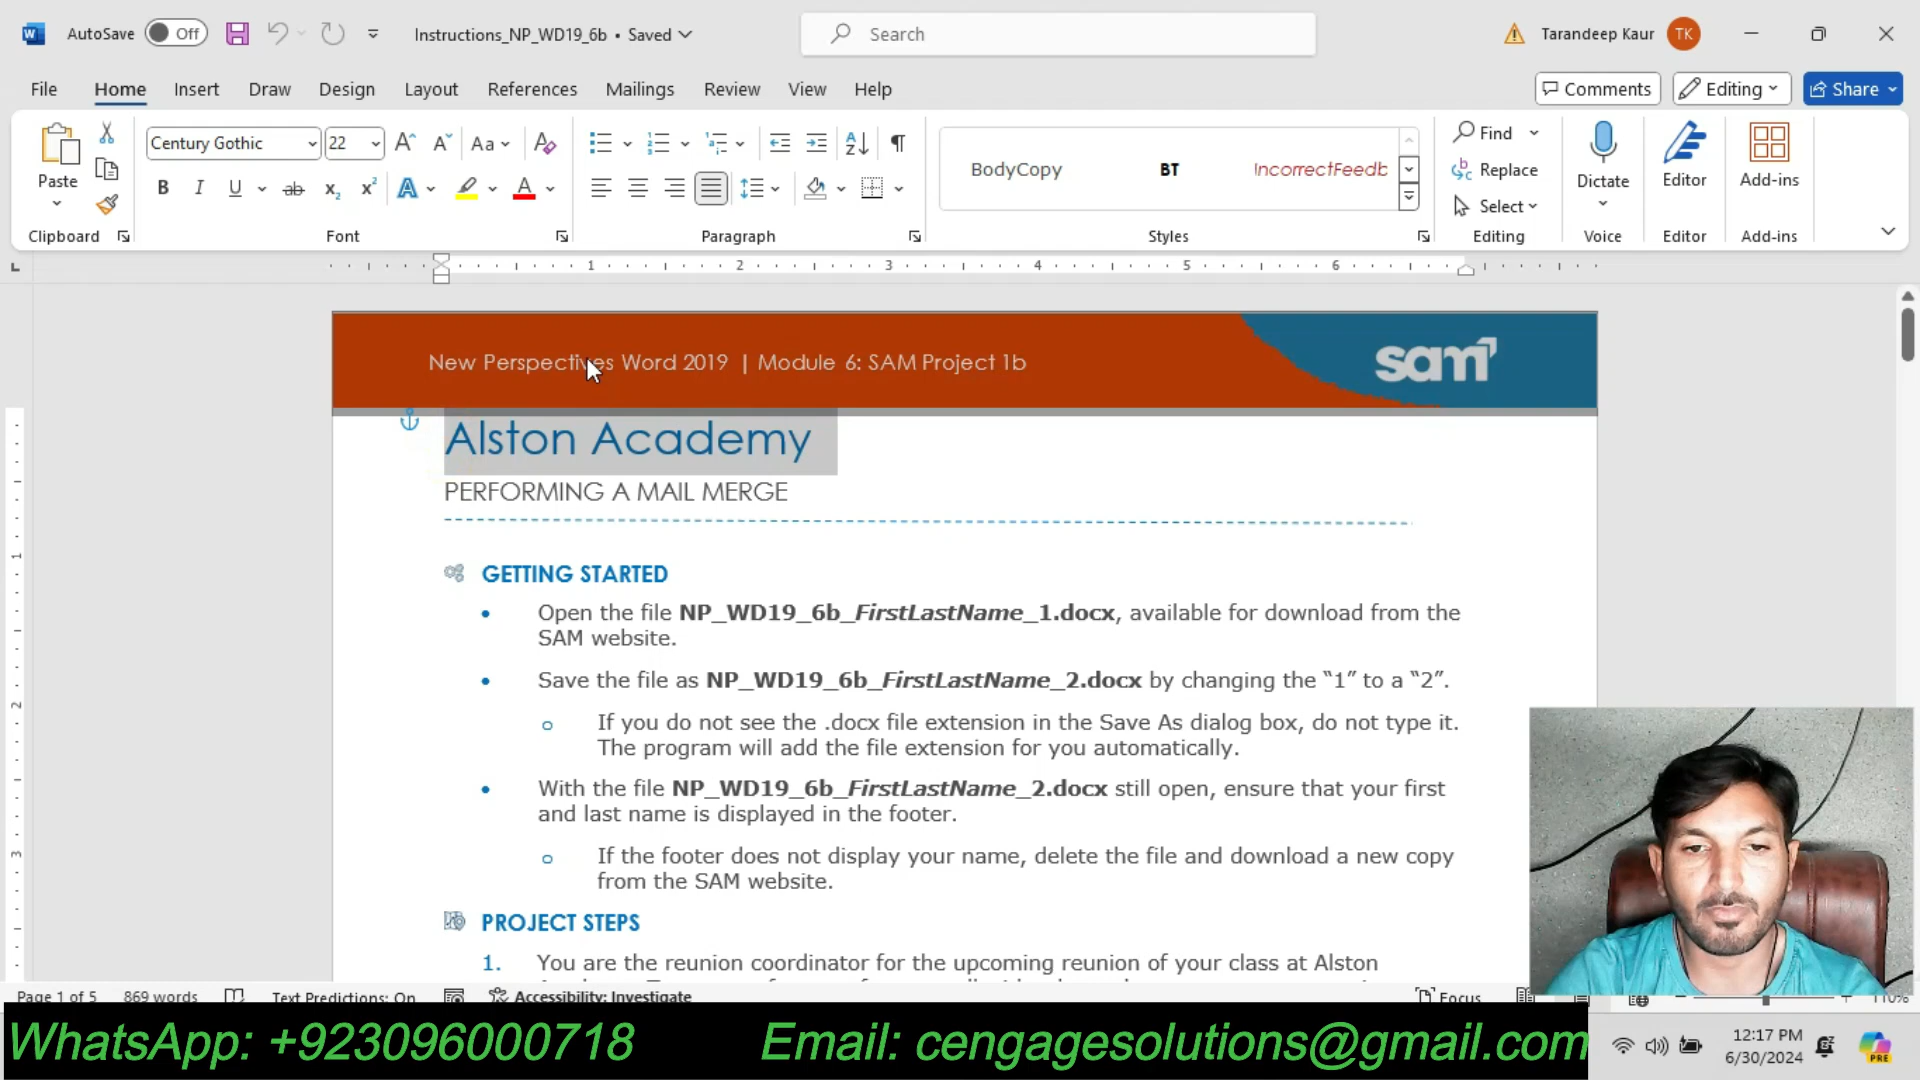 AutoSave Off Instructions_NP_WD19_6b • Saved Search Tarandeep Kaur TK
File Home Insert Draw Design Layout References Mailings Review View Help Comments Editing Share
Century Gothic 22 Aa
Paste BodyCopy BT IncorrectFeedb Find Replace Select Dictate Editor Add-ins
Clipboard Font Paragraph Styles Editing Voice Editor Add-ins
1 2 3 4 5 6
New Perspectives Word 2019 | Module 6: SAM Project 1b
sam
Alston Academy
PERFORMING A MAIL MERGE
GETTING STARTED
• Open the file NP_WD19_6b_FirstLastName_1.docx, available for download from the
SAM website.
• Save the file as NP_WD19_6b_FirstLastName_2.docx by changing the “1” to a “2”.
o If you do not see the .docx file extension in the Save As dialog box, do not type it.
The program will add the file extension for you automatically.
• With the file NP_WD19_6b_FirstLastName_2.docx still open, ensure that your first
and last name is displayed in the footer.
o If the footer does not display your name, delete the file and download a new copy
from the SAM website.
PROJECT STEPS
1. You are the reunion coordinator for the upcoming reunion of your class at Alston
Page 1 of 5 869 words Text Predictions: On Accessibility: Investigate Focus 110%
WhatsApp: +923096000718 Email: cengagesolutions@gmail.com
12:17 PM
6/30/2024
PRE